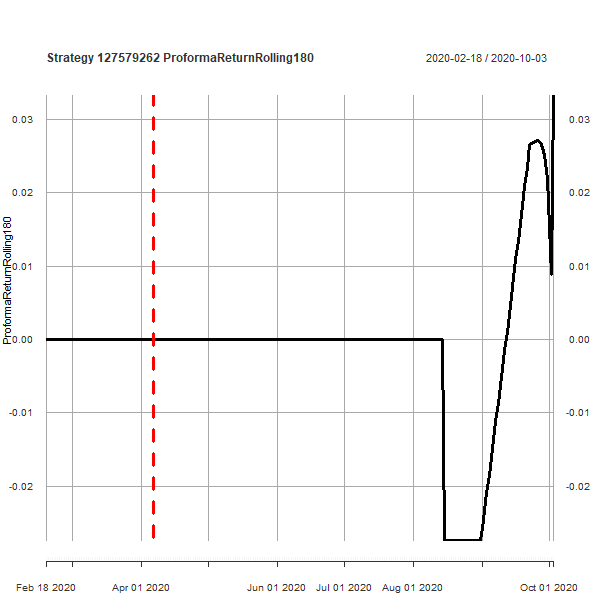 Strategy 127579262 ProformaReturnRolling180
2020-02-18 / 2020-10-03
ProformaReturnRolling180
0.03
0.02
0.01
0.00
-0.01
-0.02
0.03
0.02
0.01
0.00
-0.01
-0.02
Feb 18 2020
Apr 01 2020
Jun 01 2020
Jul 01 2020
Aug 01 2020
Oct 01 2020